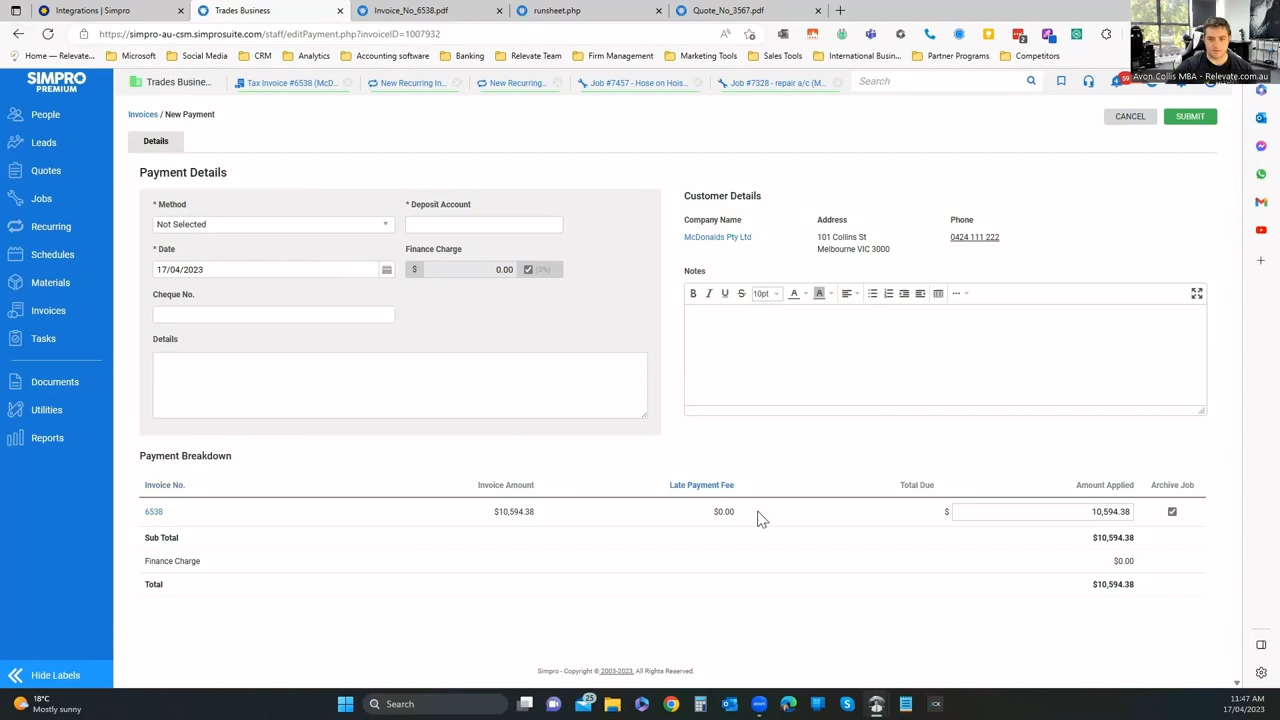 Integrations | Simpro
Trades Business
Invoice_No_6538.pdf
runsheet.php
Quote_No_3567.pdf
https://simpro-au-csm.simprosuite.com/staff/editPayment.php?invoiceID=1007932
Home — Relevate...
Microsoft
Social Media
CRM
Accounting software
Banking
Relevate Team
Firm Management
Marketing Tools
Sales Tools
International Busin...
Partner Programs
Competitors
Avon Collis MBA - Relevate.com.au
SIMPRO
PREMIUM
Trades Busine...
Tax Invoice #6538 (McD...
New Recurring In...
New Recurring...
Job #7457 - Hose on Hois...
Job #7328 - repair a/c (M...
Search
59
People
Leads
Quotes
Jobs
Recurring
Schedules
Materials
Invoices
Tasks
Documents
Utilities
Reports
Hide Labels
Invoices / New Payment
CANCEL
SUBMIT
Details
Payment Details
* Method
* Deposit Account
Not Selected
* Date
Finance Charge
17/04/2023
$ 0.00 (0%)
Cheque No.
Details
Customer Details
Company Name
Address
Phone
McDonalds Pty Ltd
101 Collins St
0424 111 222
Melbourne VIC 3000
Notes
10pt
Payment Breakdown
Invoice No.
Invoice Amount
Late Payment Fee
Total Due
Amount Applied
Archive Job
6538
$10,594.38
$0.00
$
10,594.38
Sub Total
$10,594.38
Finance Charge
$0.00
Total
$10,594.38
Simpro - Copyright © 2003-2023, All Rights Reserved.
18°C
Mostly sunny
Search
25
11:47 AM
17/04/2023